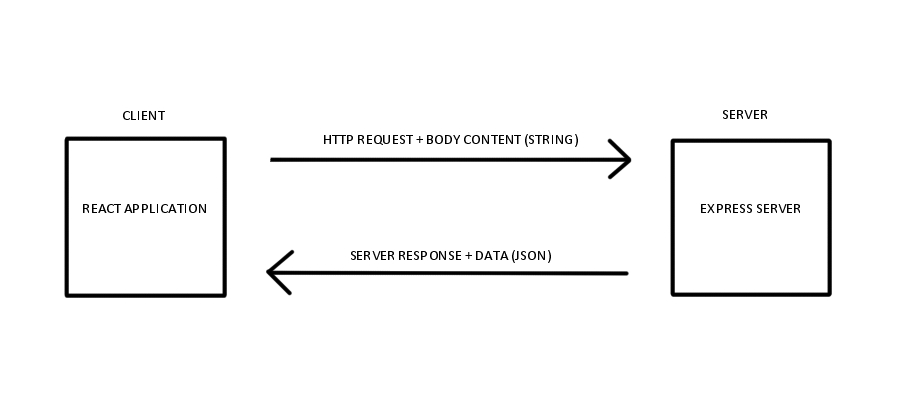 CLIENT
SERVER
HTTP REQUEST + BODY CONTENT (STRING)
REACT APPLICATION
EXPRESS SERVER
SERVER RESPONSE + DATA (JSON)